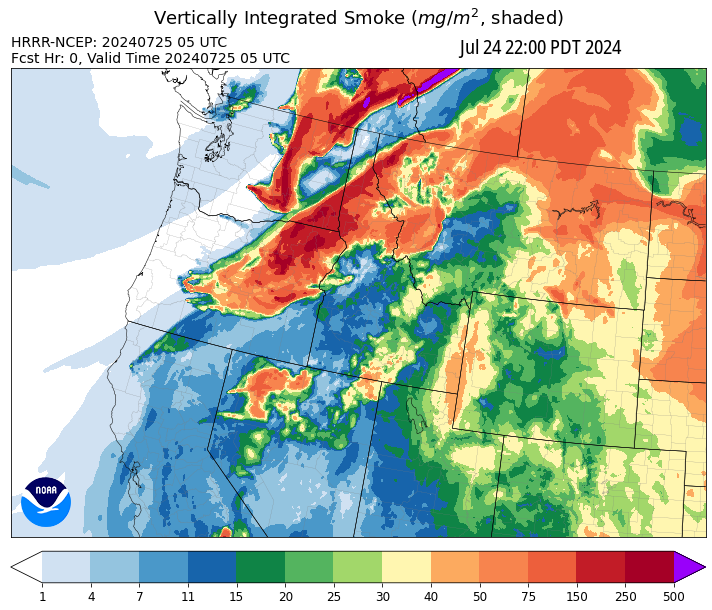 Vertically Integrated Smoke (mg/m², shaded)
HRRR-NCEP: 20240725 05 UTC
Jul 24 22:00 PDT 2024
Fcst Hr: 0, Valid Time 20240725 05 UTC
NOAA
1 4 7 11 15 20 25 30 40 50 75 150 250 500